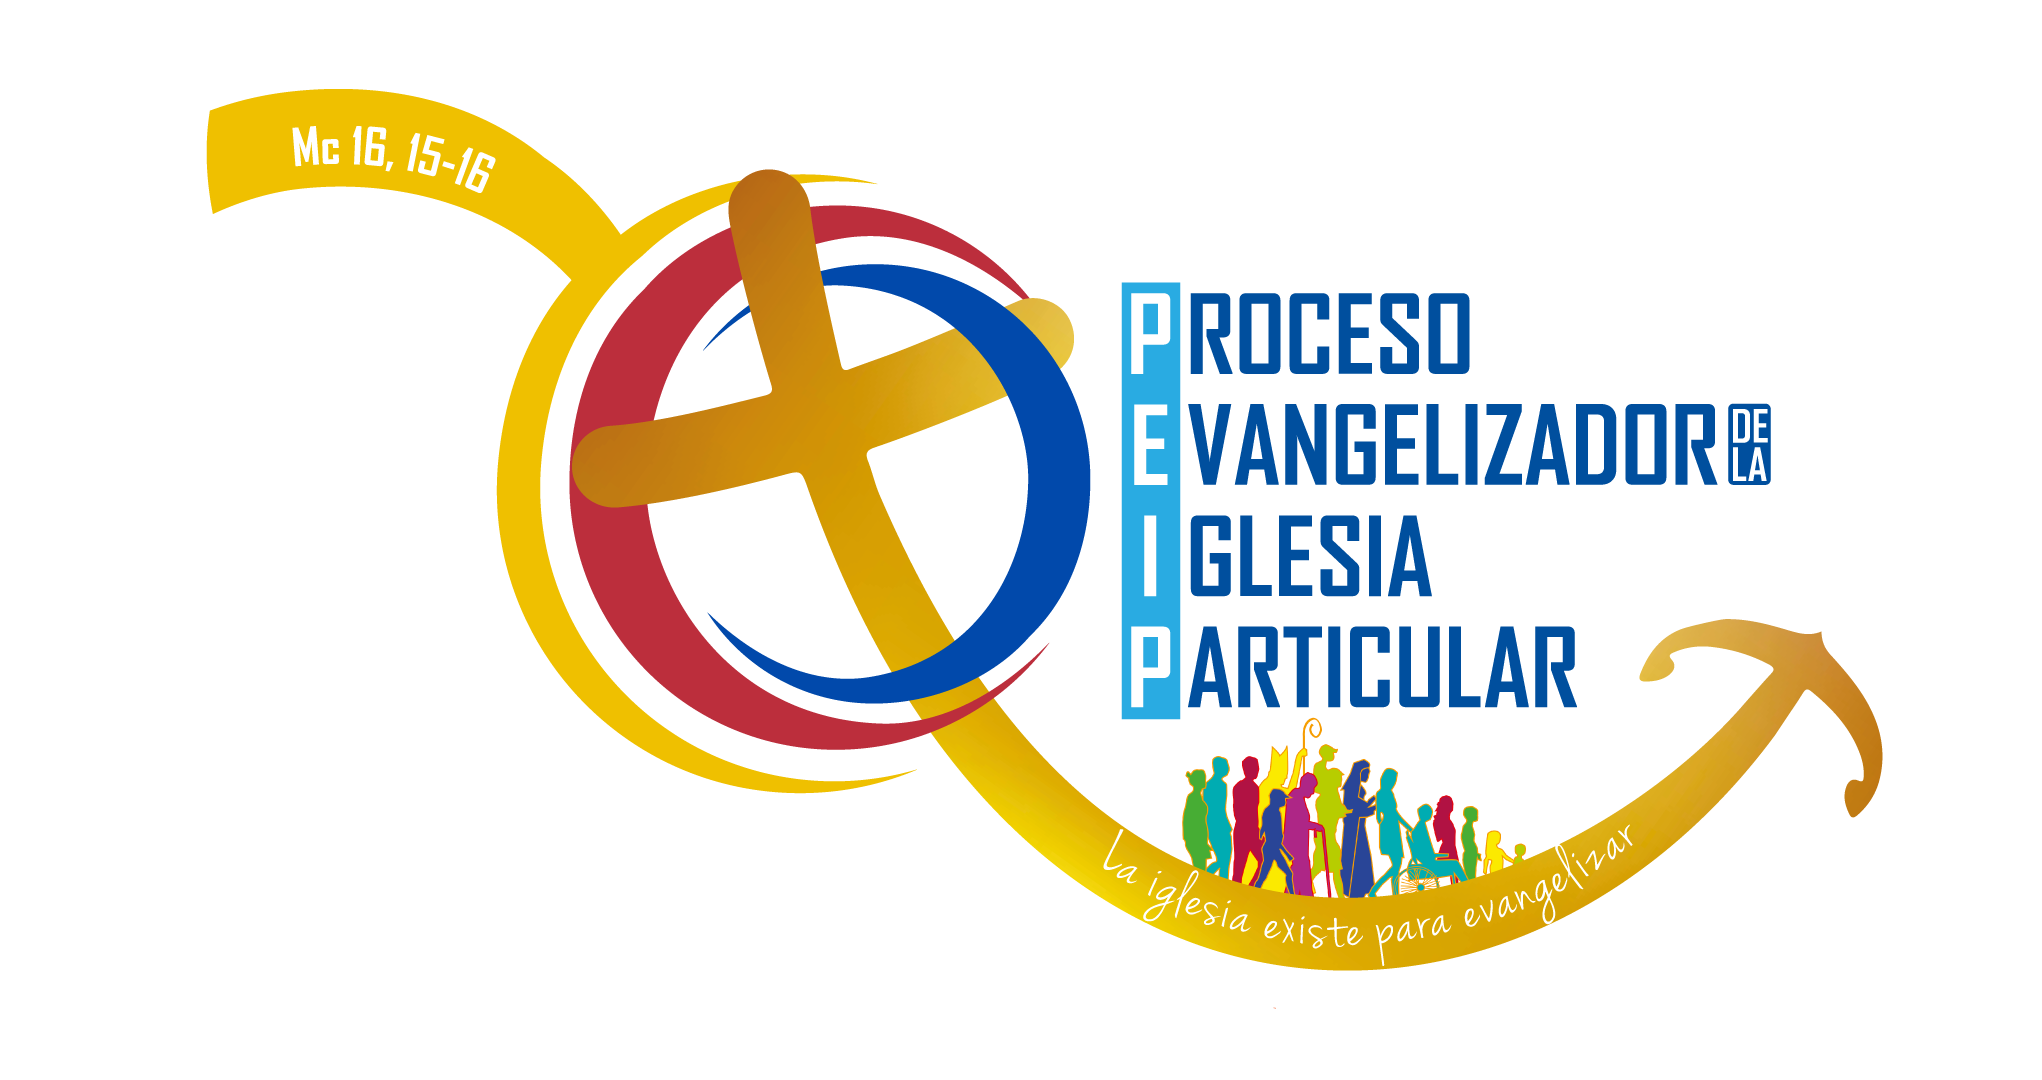 Mc 16, 15-16
PROCESO
EVANGELIZADOR DE LA
IGLESIA
PARTICULAR
La iglesia existe para evangelizar